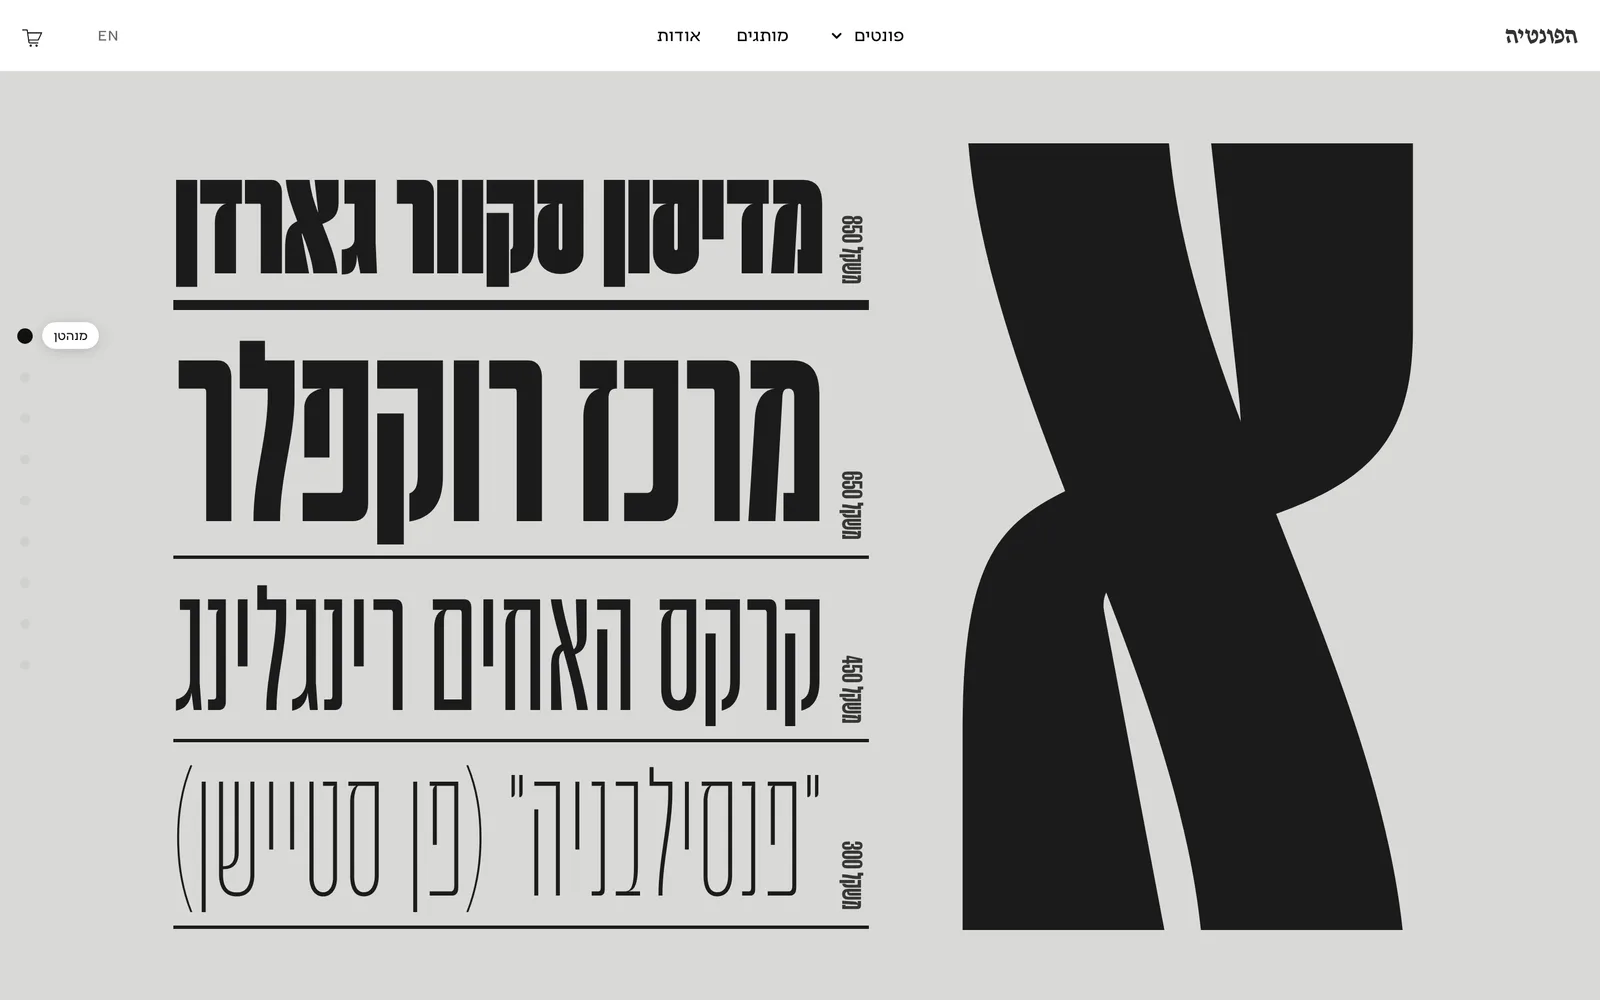 הפונטיה
פונטים
מותגים
אודות
EN
א
מדיסון סקוור גארדן
משקל 850
מרכז רוקפלר
משקל 650
קרקס האחים רינגלינג
משקל 450
"פנסילבניה" (פן סטיישן)
משקל 300
מנהטן